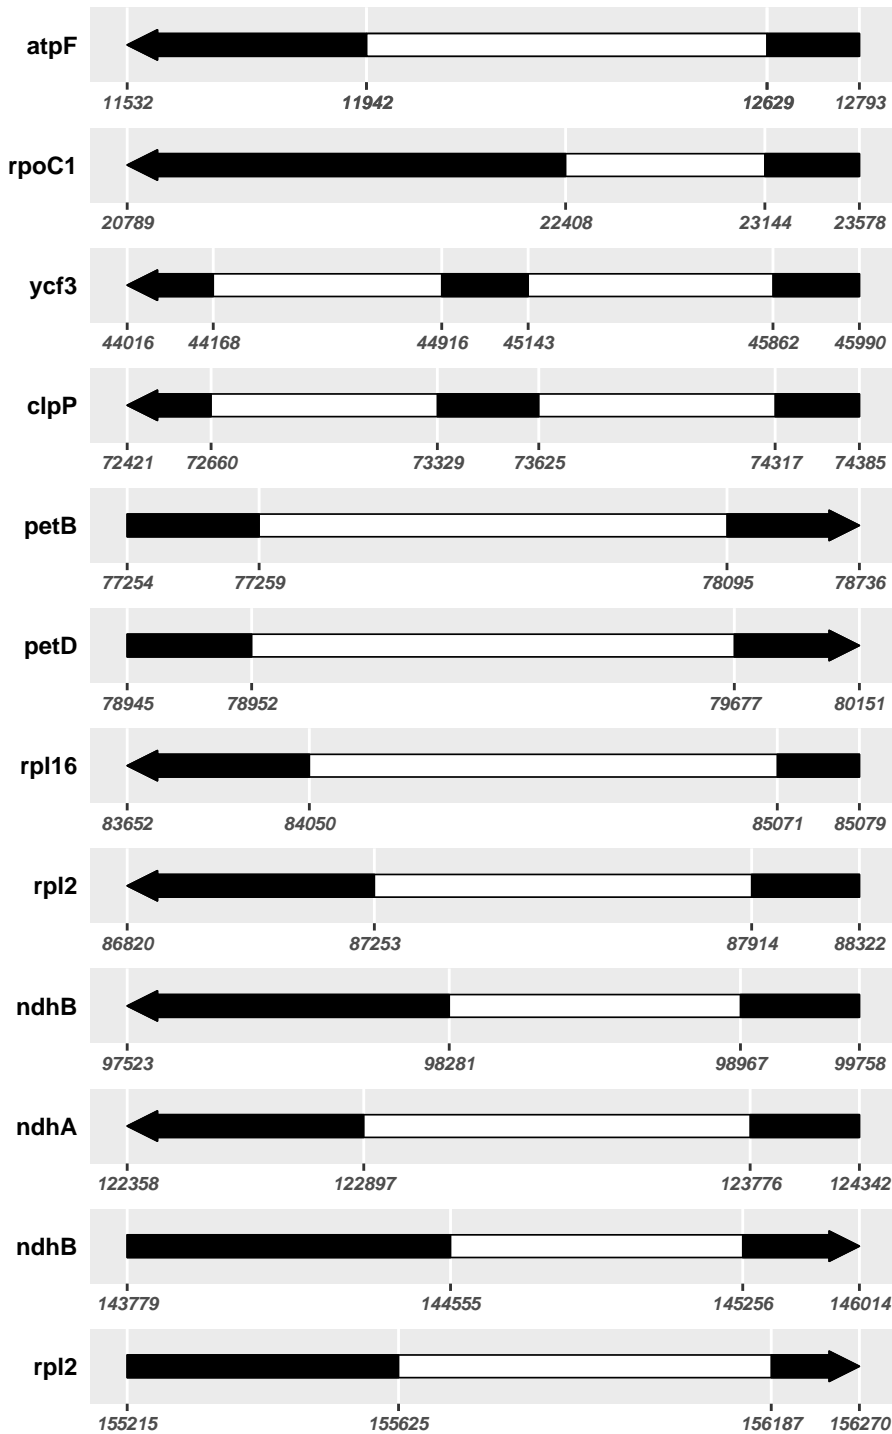 atpF
11532 11942 12629 12793
rpoC1
20789 22408 23144 23578
ycf3
44016 44168 44916 45143 45862 45990
clpP
72421 72660 73329 73625 74317 74385
petB
77254 77259 78095 78736
petD
78945 78952 79677 80151
rpl16
83652 84050 85071 85079
rpl2
86820 87253 87914 88322
ndhB
97523 98281 98967 99758
ndhA
122358 122897 123776 124342
ndhB
143779 144555 145256 146014
rpl2
155215 155625 156187 156270